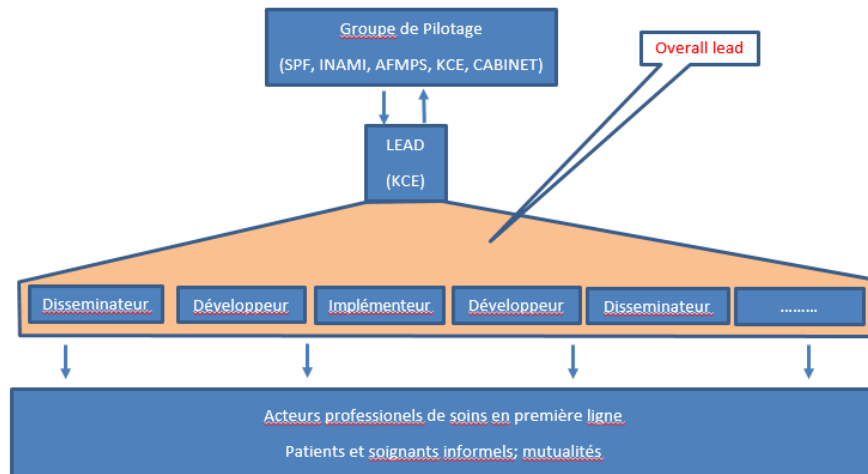 Groupe de Pilotage
(SPF, INAMI, AFMPS, KCE, CABINET)
Overall lead
LEAD
(KCE)
Disseminateur
Développeur
Implémenteur
Développeur
Disseminateur
.........
Acteurs professionels de soins en première ligne
Patients et soignants informels; mutualités